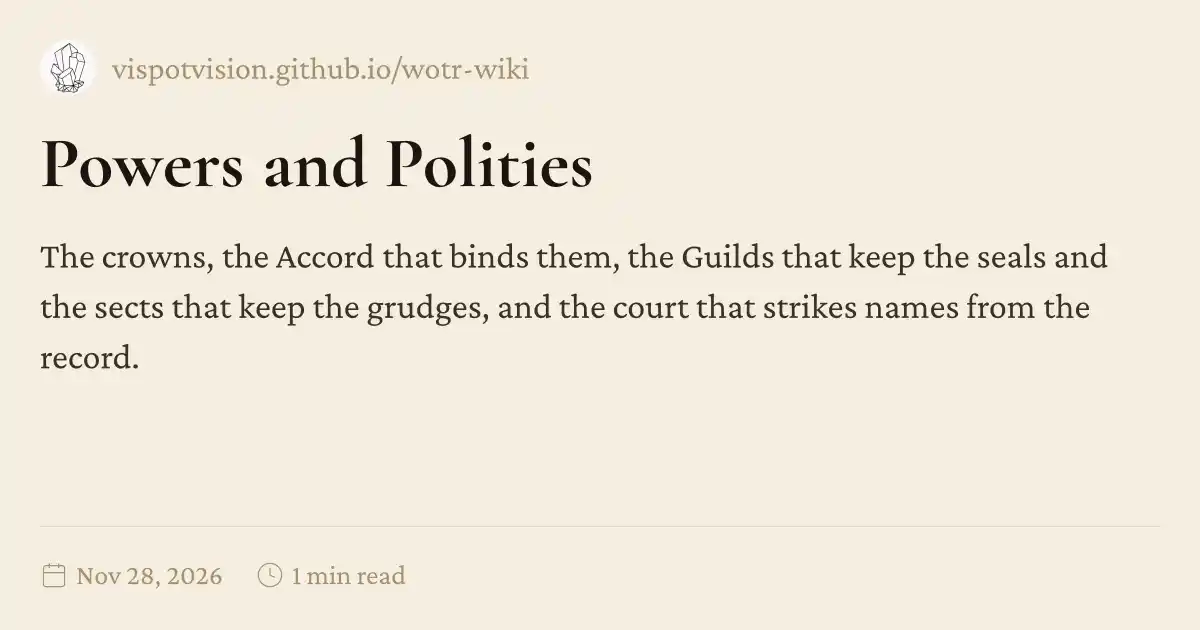 vispotvision.github.io/wotr-wiki
Powers and Polities
The crowns, the Accord that binds them, the Guilds that keep the seals and
the sects that keep the grudges, and the court that strikes names from the
record.
Nov 28, 2026 1 min read